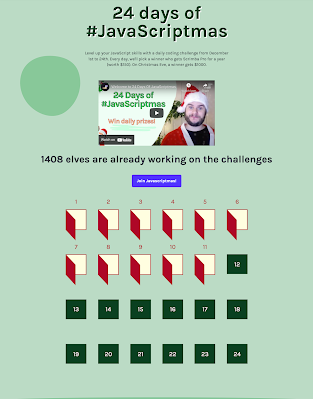 24 days of
#JavaScriptmas
Level up your JavaScript skills with a daily coding challenge from December
1st to 24th. Every day, we'll pick a winner who gets Scrimba Pro for a year
(worth $150). On Christmas Eve, a winner gets $1000.
24 Days of
#JavaScriptmas
Win daily prizes!
Watch on YouTube
1408 elves are already working on the challenges
Join Javascriptmas!
1 2 3 4 5 6
7 8 9 10 11 12
13 14 15 16 17 18
19 20 21 22 23 24